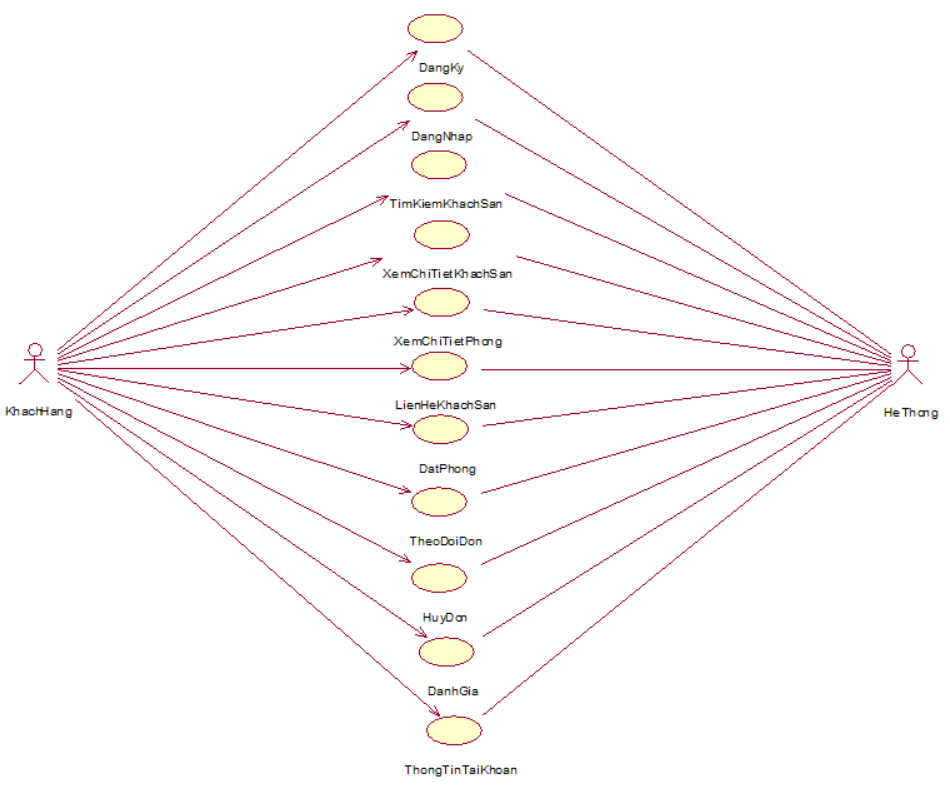 DangKy
DangNhap
TimKiemKhachSan
XemChiTietKhachSan
XemChiTietPhong
KhachHang
LienHeKhachSan
HeThong
DatPhong
TheoDoiDon
HuyDon
DanhGia
ThongTinTaiKhoan